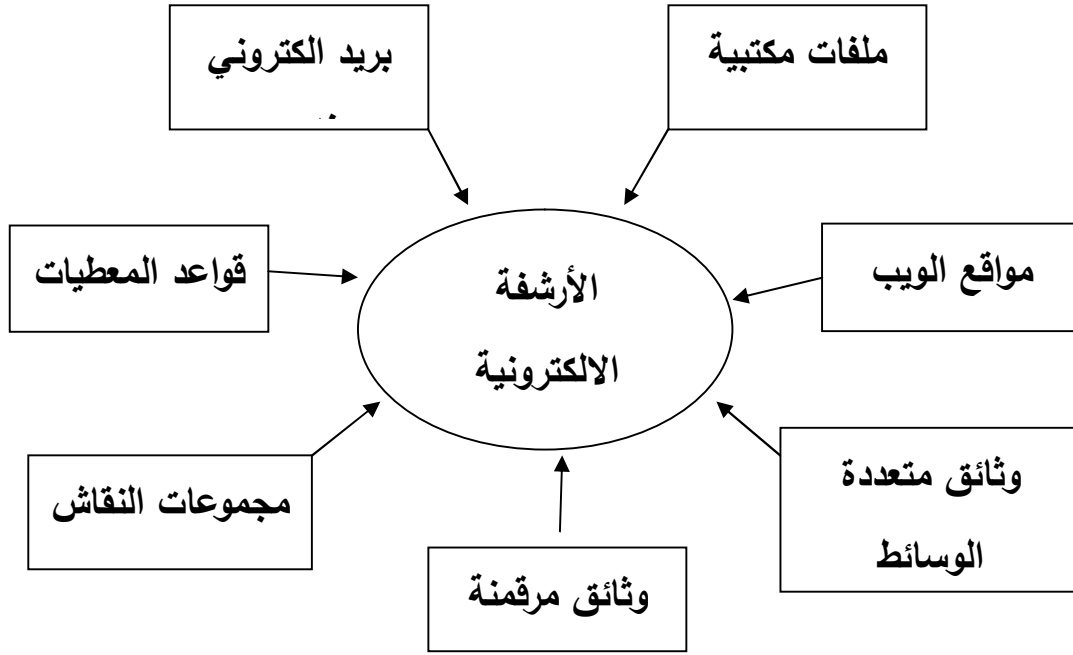 ملفات مكتبية
بريد الكتروني
مواقع الويب
قواعد المعطيات
الأرشفة
الالكترونية
وثائق متعددة
الوسائط
مجموعات النقاش
وثائق مرقمنة